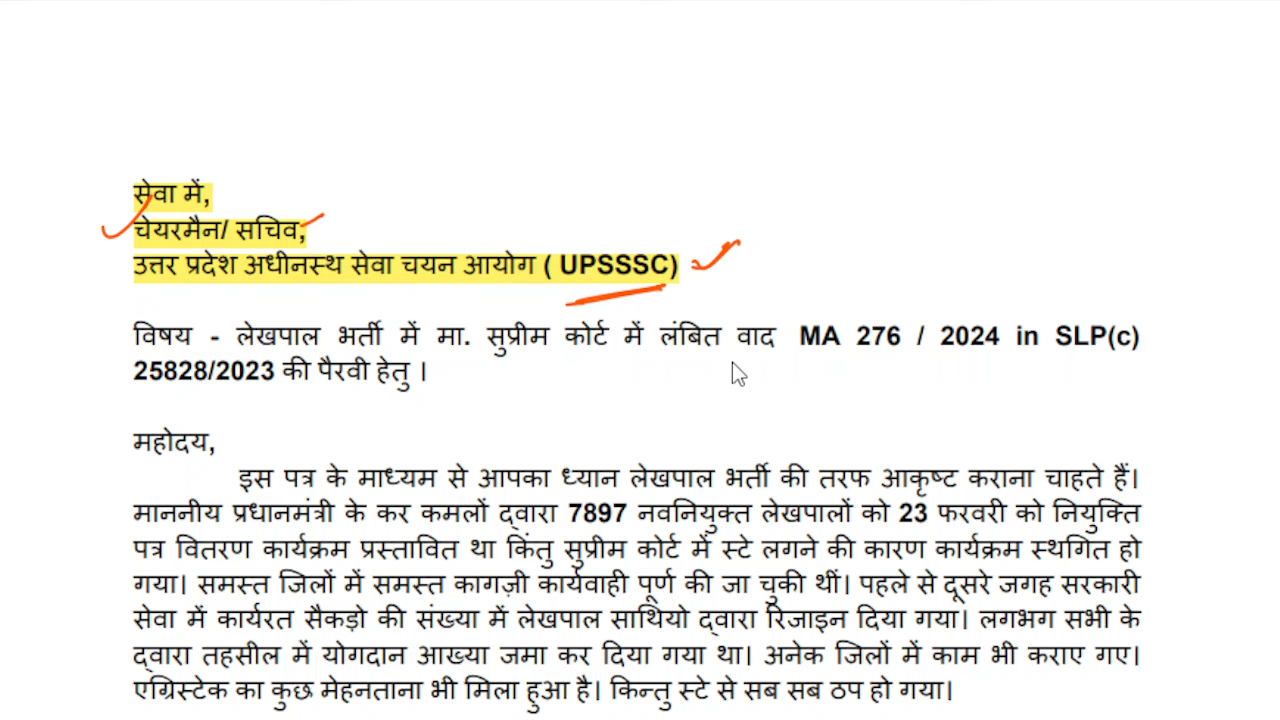 सेवा में,
चेयरमैन/ सचिव,
उत्तर प्रदेश अधीनस्थ सेवा चयन आयोग ( UPSSSC)
विषय - लेखपाल भर्ती में मा. सुप्रीम कोर्ट में लंबित वाद MA 276 / 2024 in SLP(c)
25828/2023 की पैरवी हेतु ।
महोदय,
इस पत्र के माध्यम से आपका ध्यान लेखपाल भर्ती की तरफ आकृष्ट कराना चाहते हैं।
माननीय प्रधानमंत्री के कर कमलों द्वारा 7897 नवनियुक्त लेखपालों को 23 फरवरी को नियुक्ति
पत्र वितरण कार्यक्रम प्रस्तावित था किंतु सुप्रीम कोर्ट में स्टे लगने की कारण कार्यक्रम स्थगित हो
गया। समस्त जिलों में समस्त कागज़ी कार्यवाही पूर्ण की जा चुकी थीं। पहले से दूसरे जगह सरकारी
सेवा में कार्यरत सैकड़ो की संख्या में लेखपाल साथियो द्वारा रिजाइन दिया गया। लगभग सभी के
द्वारा तहसील में योगदान आख्या जमा कर दिया गया था। अनेक जिलों में काम भी कराए गए।
एग्रिस्टेक का कुछ मेहनताना भी मिला हुआ है। किन्तु स्टे से सब सब ठप हो गया।